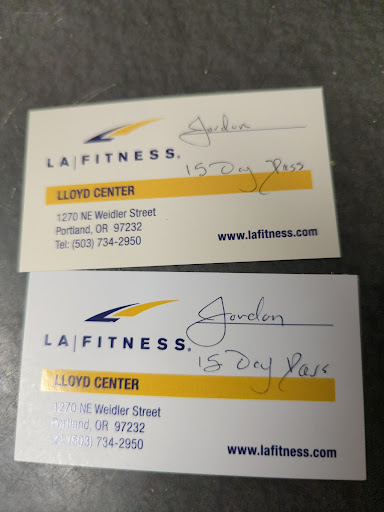 Jordan
LA|FITNESS.
15 Day Pass
LLOYD CENTER
1270 NE Weidler Street
Portland, OR 97232
Tel: (503) 734-2950
www.lafitness.com
Jordan
LA|FITNESS.
15 Day Pass
LLOYD CENTER
1270 NE Weidler Street
Portland, OR 97232
Tel: (503) 734-2950
www.lafitness.com